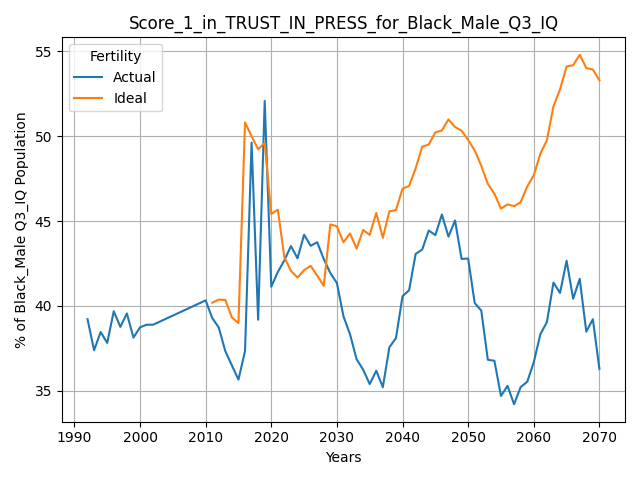 Score_1_in_TRUST_IN_PRESS_for_Black_Male_Q3_IQ
Fertility
Actual
Ideal
% of Black_Male Q3_IQ Population
55
50
45
40
35
1990
2000
2010
2020
2030
2040
2050
2060
2070
Years